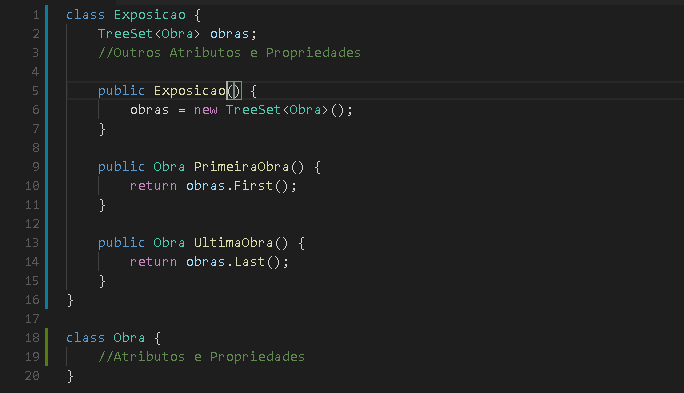 1 class Exposicao {
2 TreeSet<Obra> obras;
3 //Outros Atributos e Propriedades
4
5 public Exposicao() {
6 obras = new TreeSet<Obra>();
7 }
8
9 public Obra PrimeiraObra() {
10 return obras.First();
11 }
12
13 public Obra UltimaObra() {
14 return obras.Last();
15 }
16 }
17
18 class Obra {
19 //Atributos e Propriedades
20 }